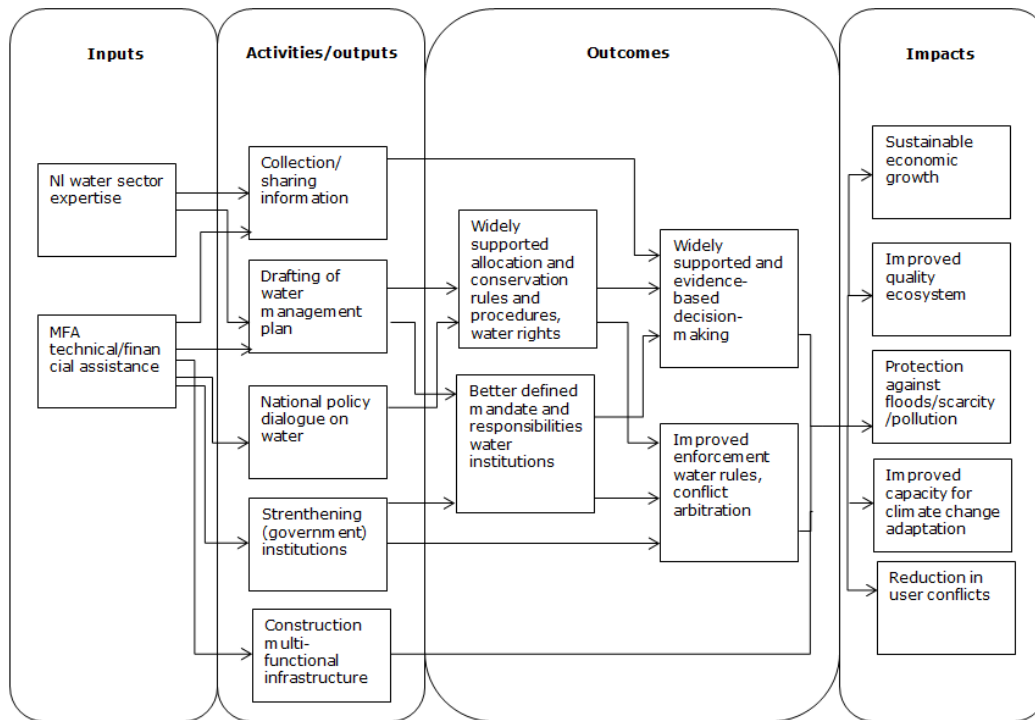 Inputs
Nl water sector
expertise
MFA
technical/finan
cial assistance
Activities/outputs
Collection/
sharing
information
Drafting of
water
management
plan
National policy
dialogue on
water
Strenthening
(government)
institutions
Construction
multi-
functional
infrastructure
Outcomes
Widely
supported
allocation and
conservation
rules and
procedures,
water rights
Better defined
mandate and
responsibilities
water
institutions
Widely
supported and
evidence-
based
decision-
making
Improved
enforcement
water rules,
conflict
arbitration
Impacts
Sustainable
economic
growth
Improved
quality
ecosystem
Protection
against
floods/scarcity
/pollution
Improved
capacity for
climate change
adaptation
Reduction in
user conflicts